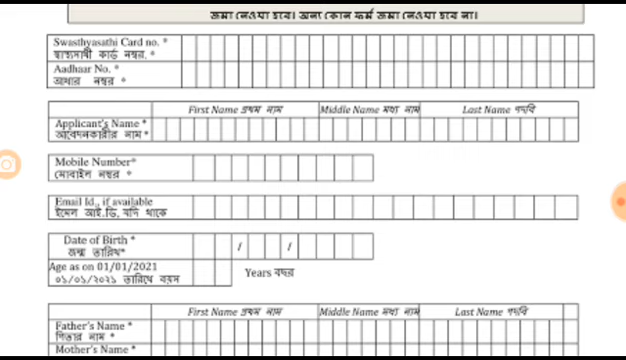 জমা নেওয়া হবে। অন্য কোন ফর্ম জমা নেওয়া হবে না।
Swasthyasathi Card no. *
স্বাস্থ্যসাথী কার্ড নম্বর. *
Aadhaar No. *
আধার নম্বর *
First Name প্রথম নাম Middle Name মধ্য নাম Last Name পদবি
Applicant's Name *
আবেদনকারীর নাম *
Mobile Number*
মোবাইল নম্বর *
Email Id., if available
ইমেল আই.ডি. যদি থাকে
Date of Birth * / /
জন্ম তারিখ*
Age as on 01/01/2021 Years বছর
০১/০১/২০২১ তারিখে বয়স
First Name প্রথম নাম Middle Name মধ্য নাম Last Name পদবি
Father's Name *
পিতার নাম *
Mother's Name *